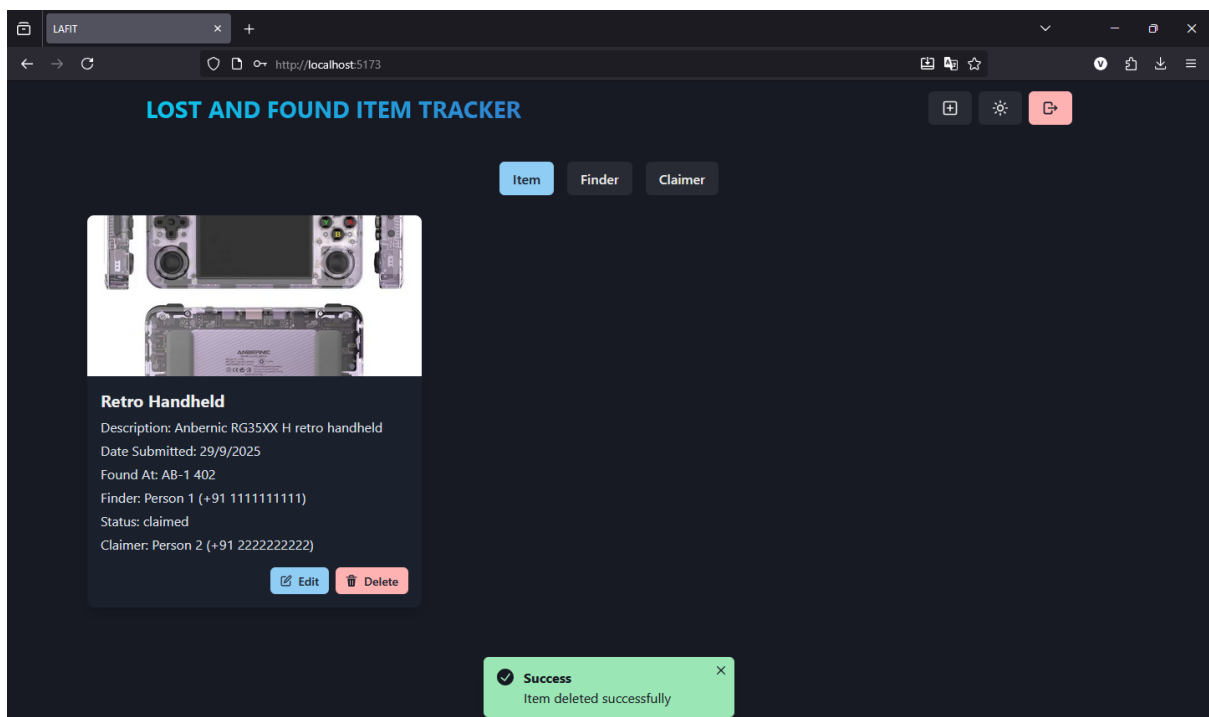 LAFIT
http://localhost:5173
LOST AND FOUND ITEM TRACKER
Item Finder Claimer
Y
B
ANBERNIC
Retro Handheld
Description: Anbernic RG35XX H retro handheld
Date Submitted: 29/9/2025
Found At: AB-1 402
Finder: Person 1 (+91 1111111111)
Status: claimed
Claimer: Person 2 (+91 2222222222)
Edit Delete
Success
Item deleted successfully